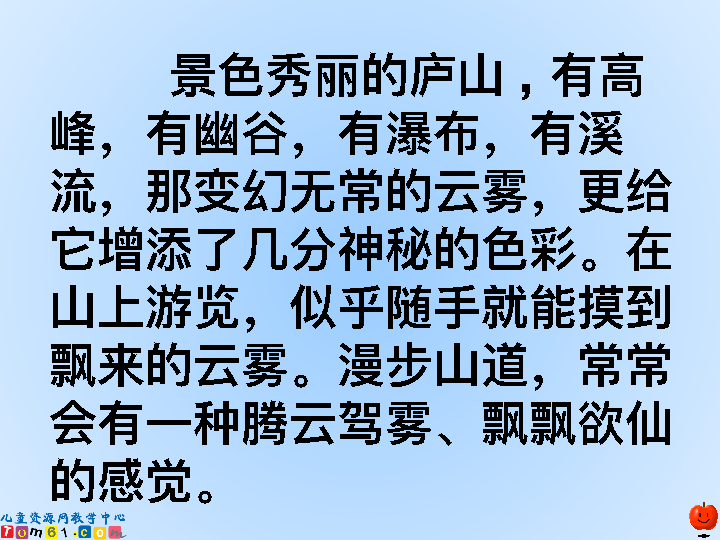 景色秀丽的庐山,有高
峰，有幽谷，有瀑布，有溪
流，那变幻无常的云雾，更给
它增添了几分神秘的色彩。在
山上游览，似乎随手就能摸到
飘来的云雾。漫步山道，常常
会有一种腾云驾雾、飘飘欲仙
的感觉。
儿童资源网教学中心
Tom61.com